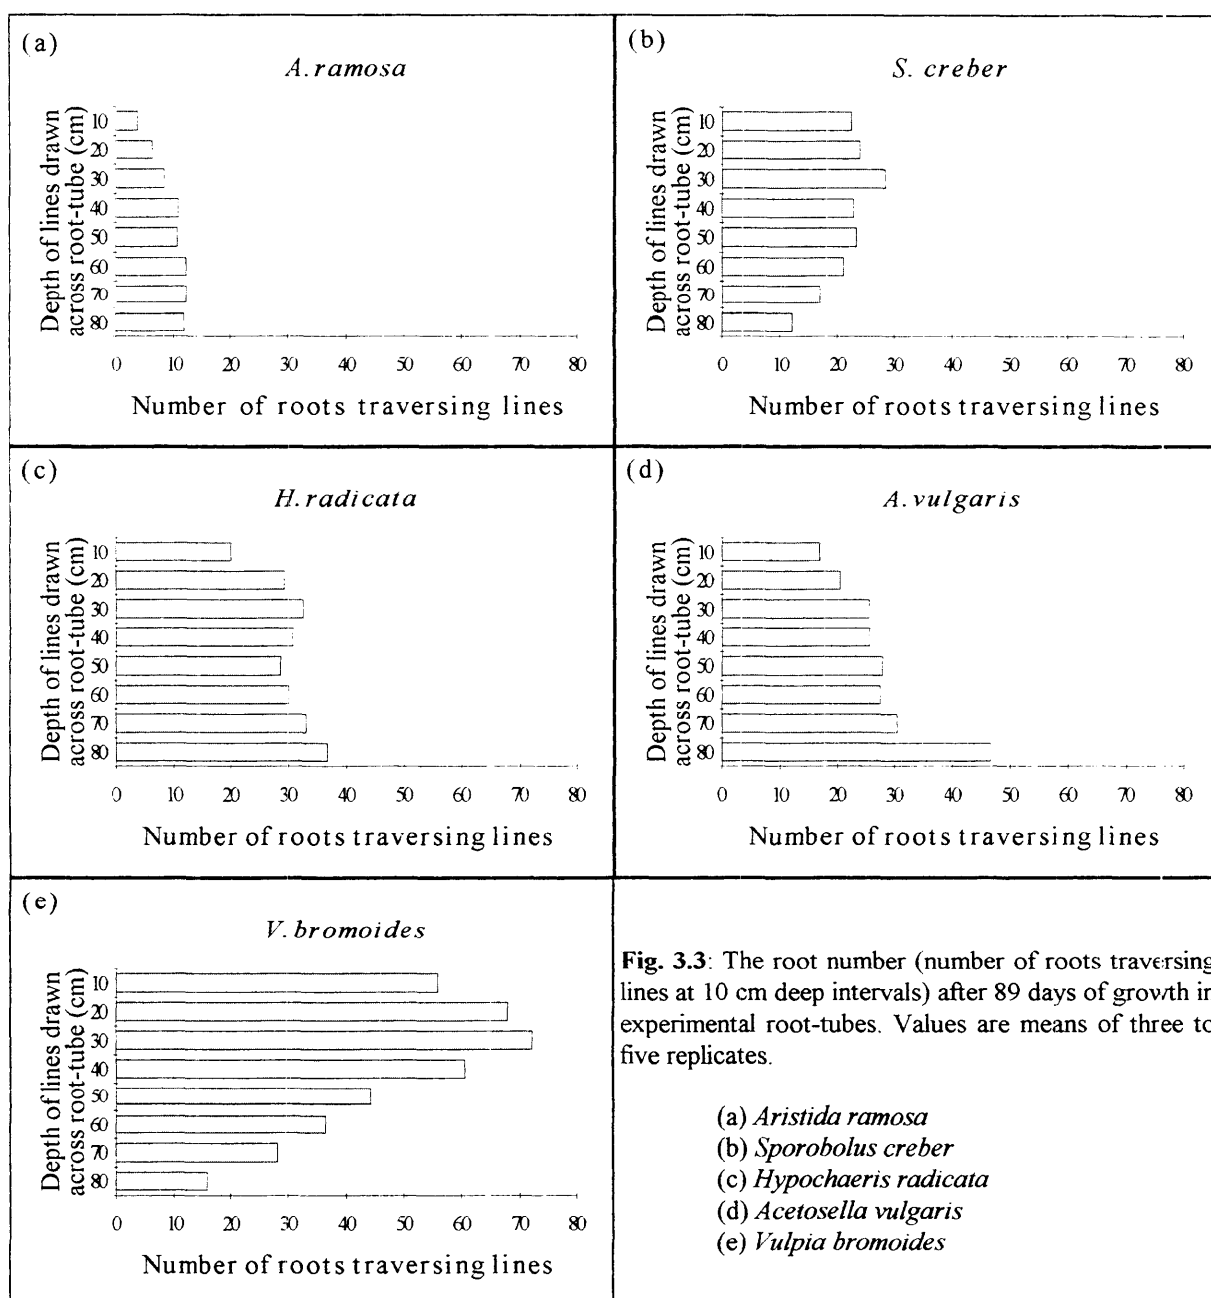 (a)
A. ramosa
Depth of lines drawn
across root-tube (cm)
10
20
30
40
50
60
70
80
0 10 20 30 40 50 60 70 80
Number of roots traversing lines
(b)
S. creber
Depth of lines drawn
across root-tube (cm)
10
20
30
40
50
60
70
80
0 10 20 30 40 50 60 70 80
Number of roots traversing lines
(c)
H. radicata
Depth of lines drawn
across root-tube (cm)
10
20
30
40
50
60
70
80
0 10 20 30 40 50 60 70 80
Number of roots traversing lines
(d)
A. vulgaris
Depth of lines drawn
across root-tube (cm)
10
20
30
40
50
60
70
80
0 10 20 30 40 50 60 70 80
Number of roots traversing lines
(e)
V. bromoides
Depth of lines drawn
across root-tube (cm)
10
20
30
40
50
60
70
80
0 10 20 30 40 50 60 70 80
Number of roots traversing lines
Fig. 3.3: The root number (number of roots traversing
lines at 10 cm deep intervals) after 89 days of growth in
experimental root-tubes. Values are means of three to
five replicates.
(a) Aristida ramosa
(b) Sporobolus creber
(c) Hypochaeris radicata
(d) Acetosella vulgaris
(e) Vulpia bromoides